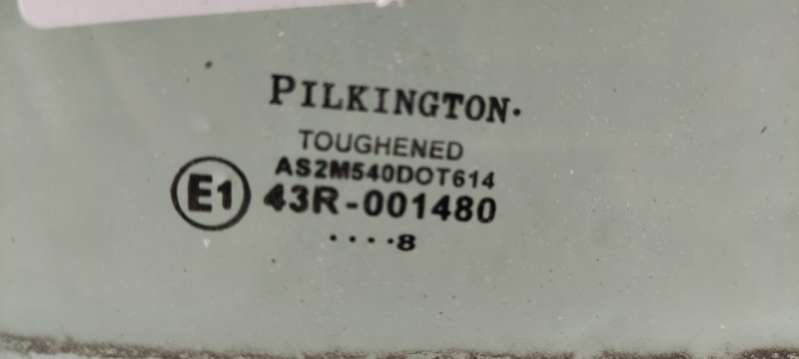 PILKINGTON·
TOUGHENED
AS2M540DOT614
E1 43R-001480
····8